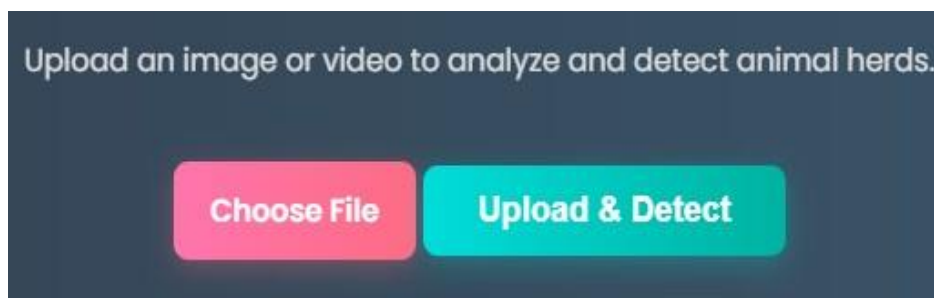 Upload an image or video to analyze and detect animal herds.
Choose File
Upload & Detect